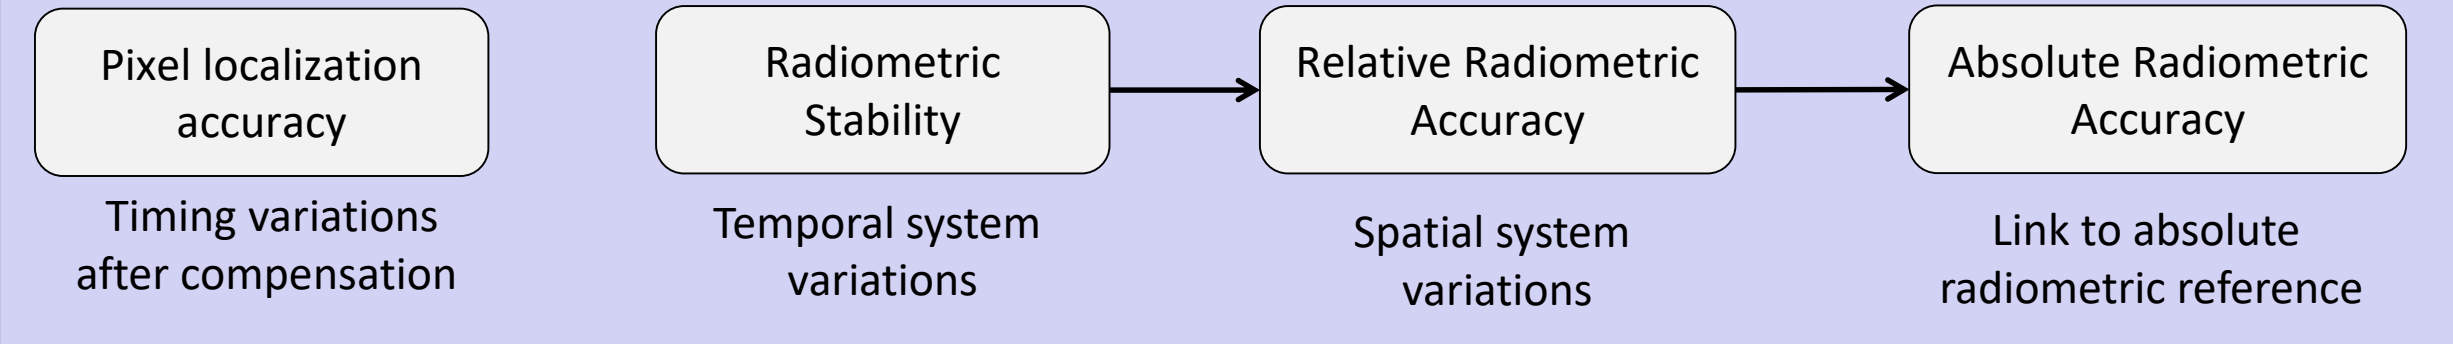 Pixel localization
accuracy
Timing variations
after compensation
Radiometric
Stability
Temporal system
variations
Relative Radiometric
Accuracy
Spatial system
variations
Absolute Radiometric
Accuracy
Link to absolute
radiometric reference